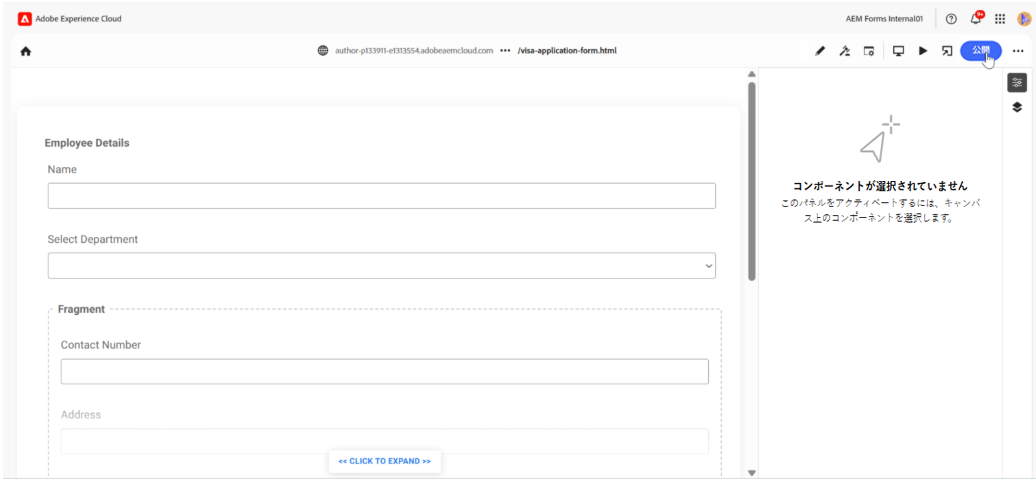 Adobe Experience Cloud
AEM Forms Internal01
9+
author-p133911-e1313554.adobeaemcloud.com ••• /visa-application-form.html
公開
Employee Details
Name
Select Department
Fragment
Contact Number
Address
<< CLICK TO EXPAND >>
コンポーネントが選択されていません
このパネルをアクティベートするには、キャンバ
ス上のコンポーネントを選択します。